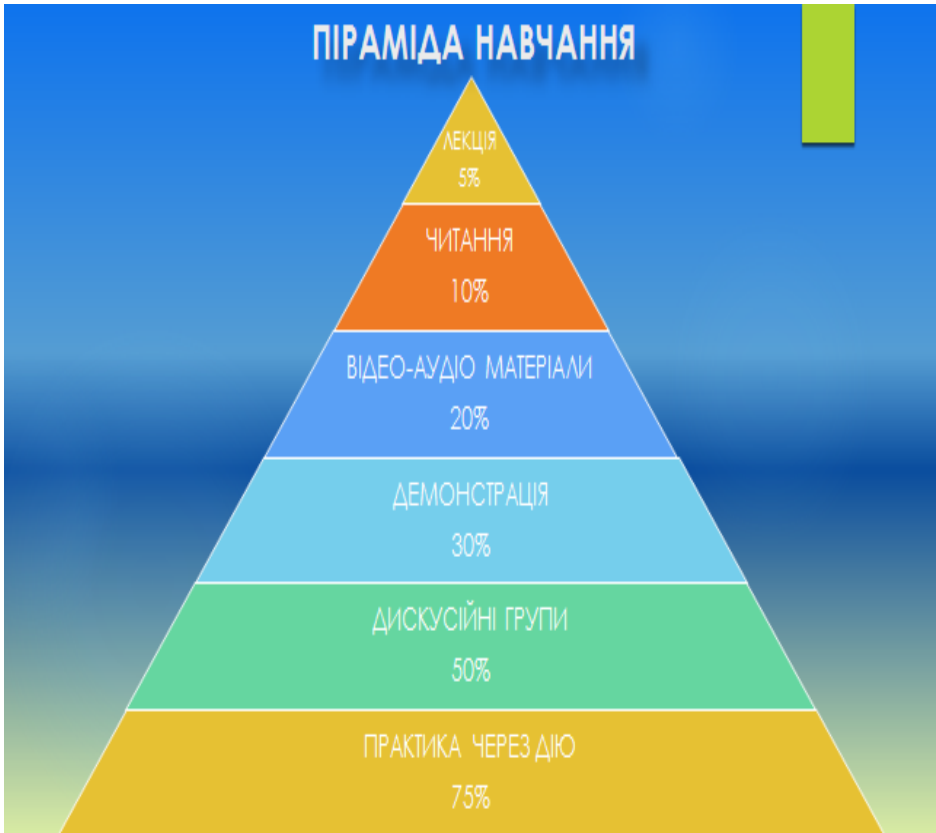 ПІРАМІДА НАВЧАННЯ
ЛЕКЦІЯ
5%
ЧИТАННЯ
10%
ВІДЕО-АУДІО МАТЕРІАЛИ
20%
ДЕМОНСТРАЦІЯ
30%
ДИСКУСІЙНІ ГРУПИ
50%
ПРАКТИКА ЧЕРЕЗ ДІЮ
75%